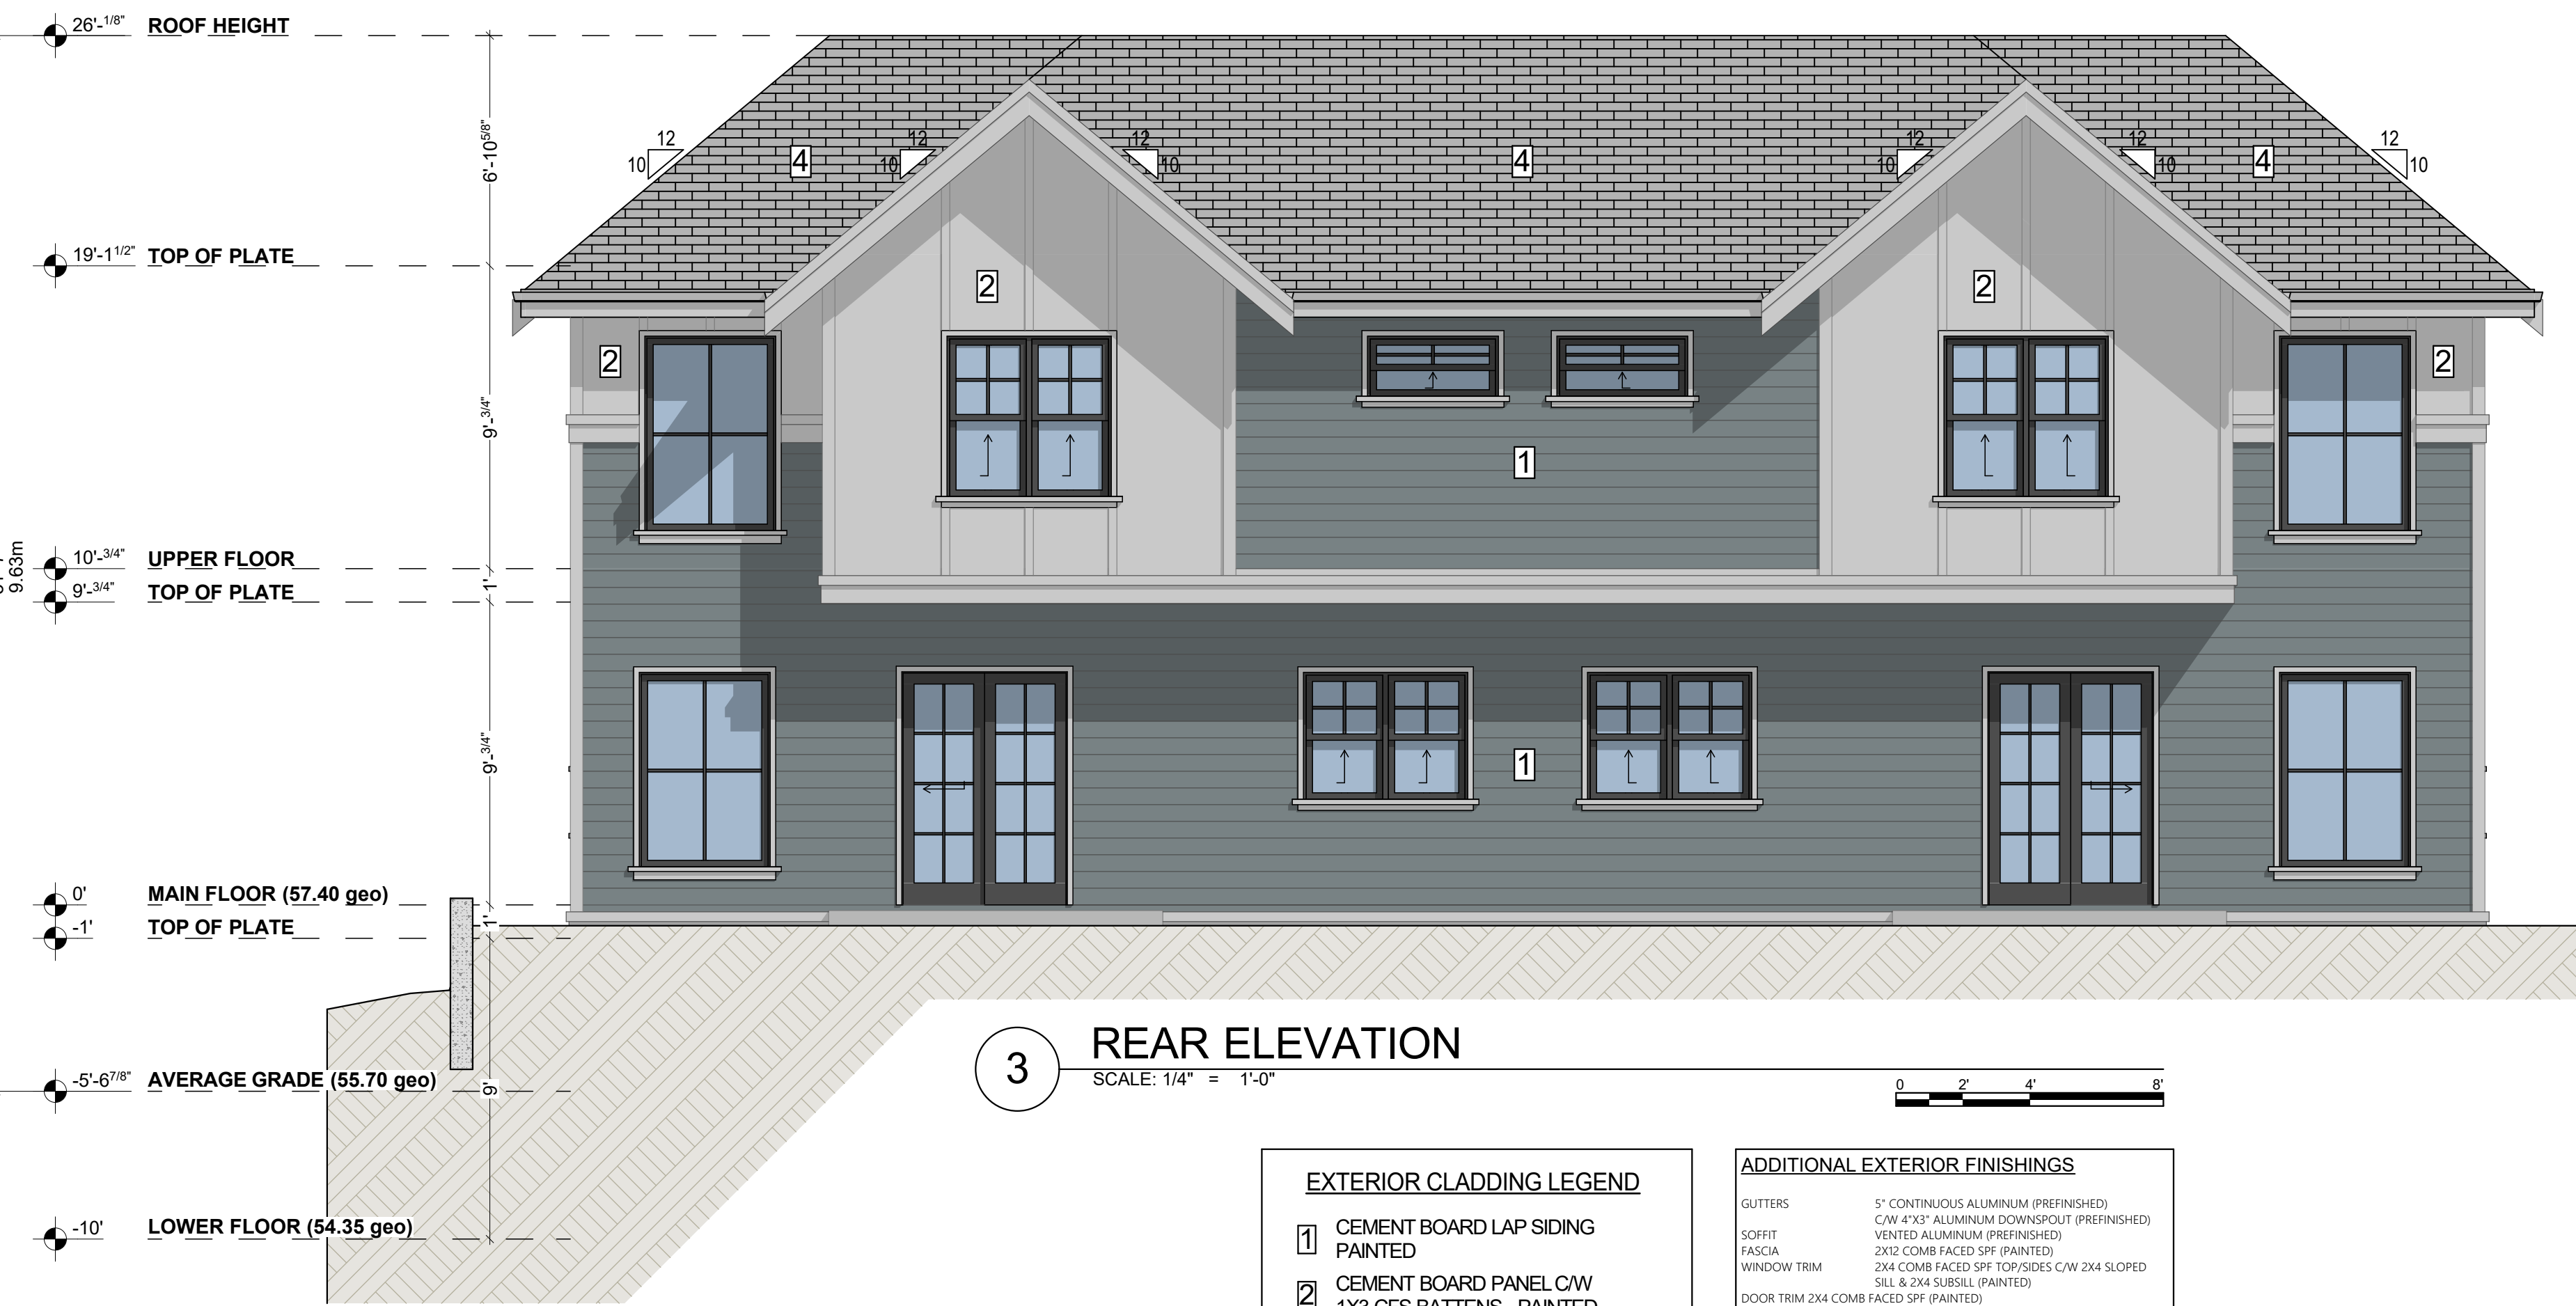 26'-1/8" ROOF HEIGHT
6'-10 5/8"
12
10
4
12
10
12
10
4
12
10
12
10
4
12
10
19'-1 1/2" TOP OF PLATE
2
2
2
2
9'-3/4"
1
9.63m
10'-3/4" UPPER FLOOR
1'
9'-3/4" TOP OF PLATE
9'-3/4"
1
0' MAIN FLOOR (57.40 geo)
1'
-1' TOP OF PLATE
3 REAR ELEVATION
SCALE: 1/4" = 1'-0"
0 2' 4' 8'
-5'-6 7/8" AVERAGE GRADE (55.70 geo)
9'
-10' LOWER FLOOR (54.35 geo)
EXTERIOR CLADDING LEGEND
1 CEMENT BOARD LAP SIDING
PAINTED
2 CEMENT BOARD PANEL C/W
1X3 CFS BATTENS - PAINTED
ADDITIONAL EXTERIOR FINISHINGS
GUTTERS 5" CONTINUOUS ALUMINUM (PREFINISHED)
C/W 4"X3" ALUMINUM DOWNSPOUT (PREFINISHED)
SOFFIT VENTED ALUMINUM (PREFINISHED)
FASCIA 2X12 COMB FACED SPF (PAINTED)
WINDOW TRIM 2X4 COMB FACED SPF TOP/SIDES C/W 2X4 SLOPED
SILL & 2X4 SUBSILL (PAINTED)
DOOR TRIM 2X4 COMB FACED SPF (PAINTED)